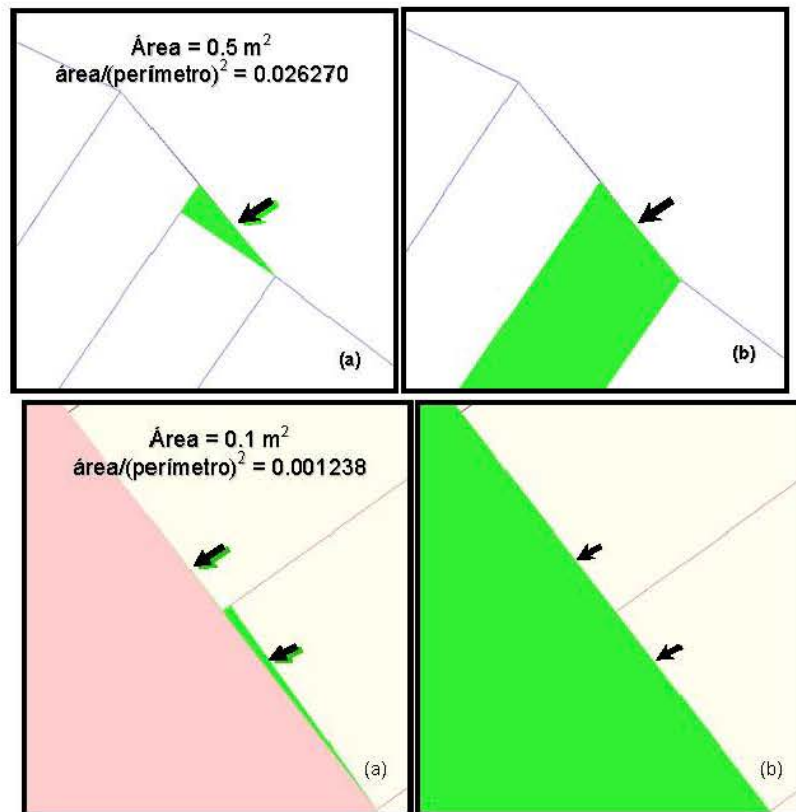 Área = 0.5 m²
área/(perímetro)² = 0.026270
(a)
(b)
Área = 0.1 m²
área/(perímetro)² = 0.001238
(a)
(b)